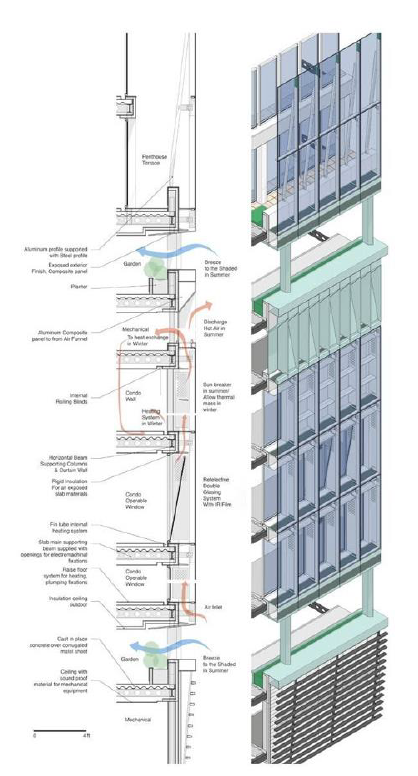 Penthouse
Terrace
Aluminum profile supported
with Steel profile
Exposed exterior
Finish, Composite panel
Garden
Breeze
to the Shaded
in Summer
Planter
Discharge
Hot Air in
Summer
Aluminum Composite
panel to from Air Funnel
Mechanical
To heat exchange
in Winter
Internal
Rolling Blinds
Condo
Wall
Sun breaker
in summer/
Allow thermal
mass in
winter
Heating
System
in Winter
Horizontal Beam
Supporting Columns
& Curtain Wall
Rigid insulation
For an exposed
slab materials
Condo
Operable
Window
Double
Glazing
System
With IR Film
Fin tube internal
heating system
Slab main supporting
beam supplied with
openings for electromechanical
fixations
Condo
Operable
Window
Raise floor
system for heating,
plumping fixations
Insulation ceiling
outdoor
Air Inlet
Cast in place
concrete over corrugated
metal sheet
Garden
Breeze
to the Shaded
in Summer
Ceiling with
sound proof
material for mechanical
equipment
Mechanical
0 4ft